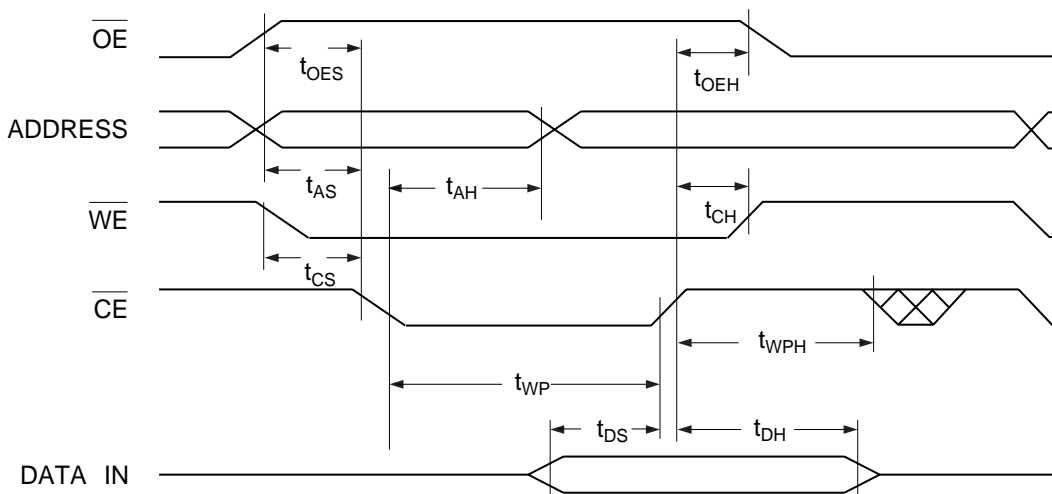 OE
tOES
tOEH
ADDRESS
tAS
tAH
WE
tCH
tCS
CE
tWPH
tWP
tDS
tDH
DATA IN